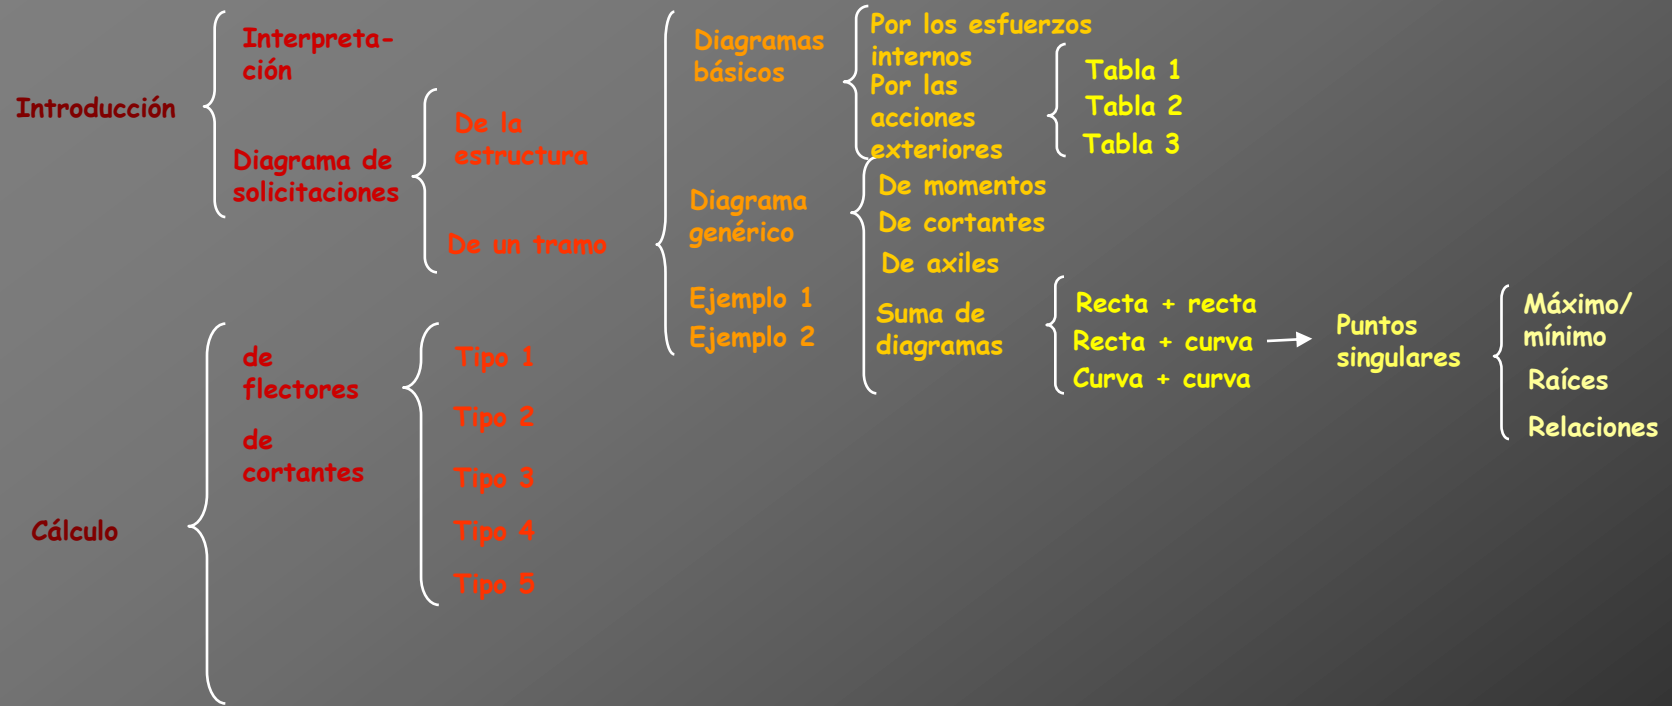 Introducción
Interpreta-
ción
Diagrama de
solicitaciones
De la
estructura
De un tramo
Diagramas
básicos
Por los esfuerzos
internos
Por las
acciones
exteriores
Tabla 1
Tabla 2
Tabla 3
Diagrama
genérico
De momentos
De cortantes
De axiles
Suma de
diagramas
Recta + recta
Recta + curva
Curva + curva
Puntos
singulares
Máximo/
mínimo
Raíces
Relaciones
Ejemplo 1
Ejemplo 2
Cálculo
de
flectores
de
cortantes
Tipo 1
Tipo 2
Tipo 3
Tipo 4
Tipo 5